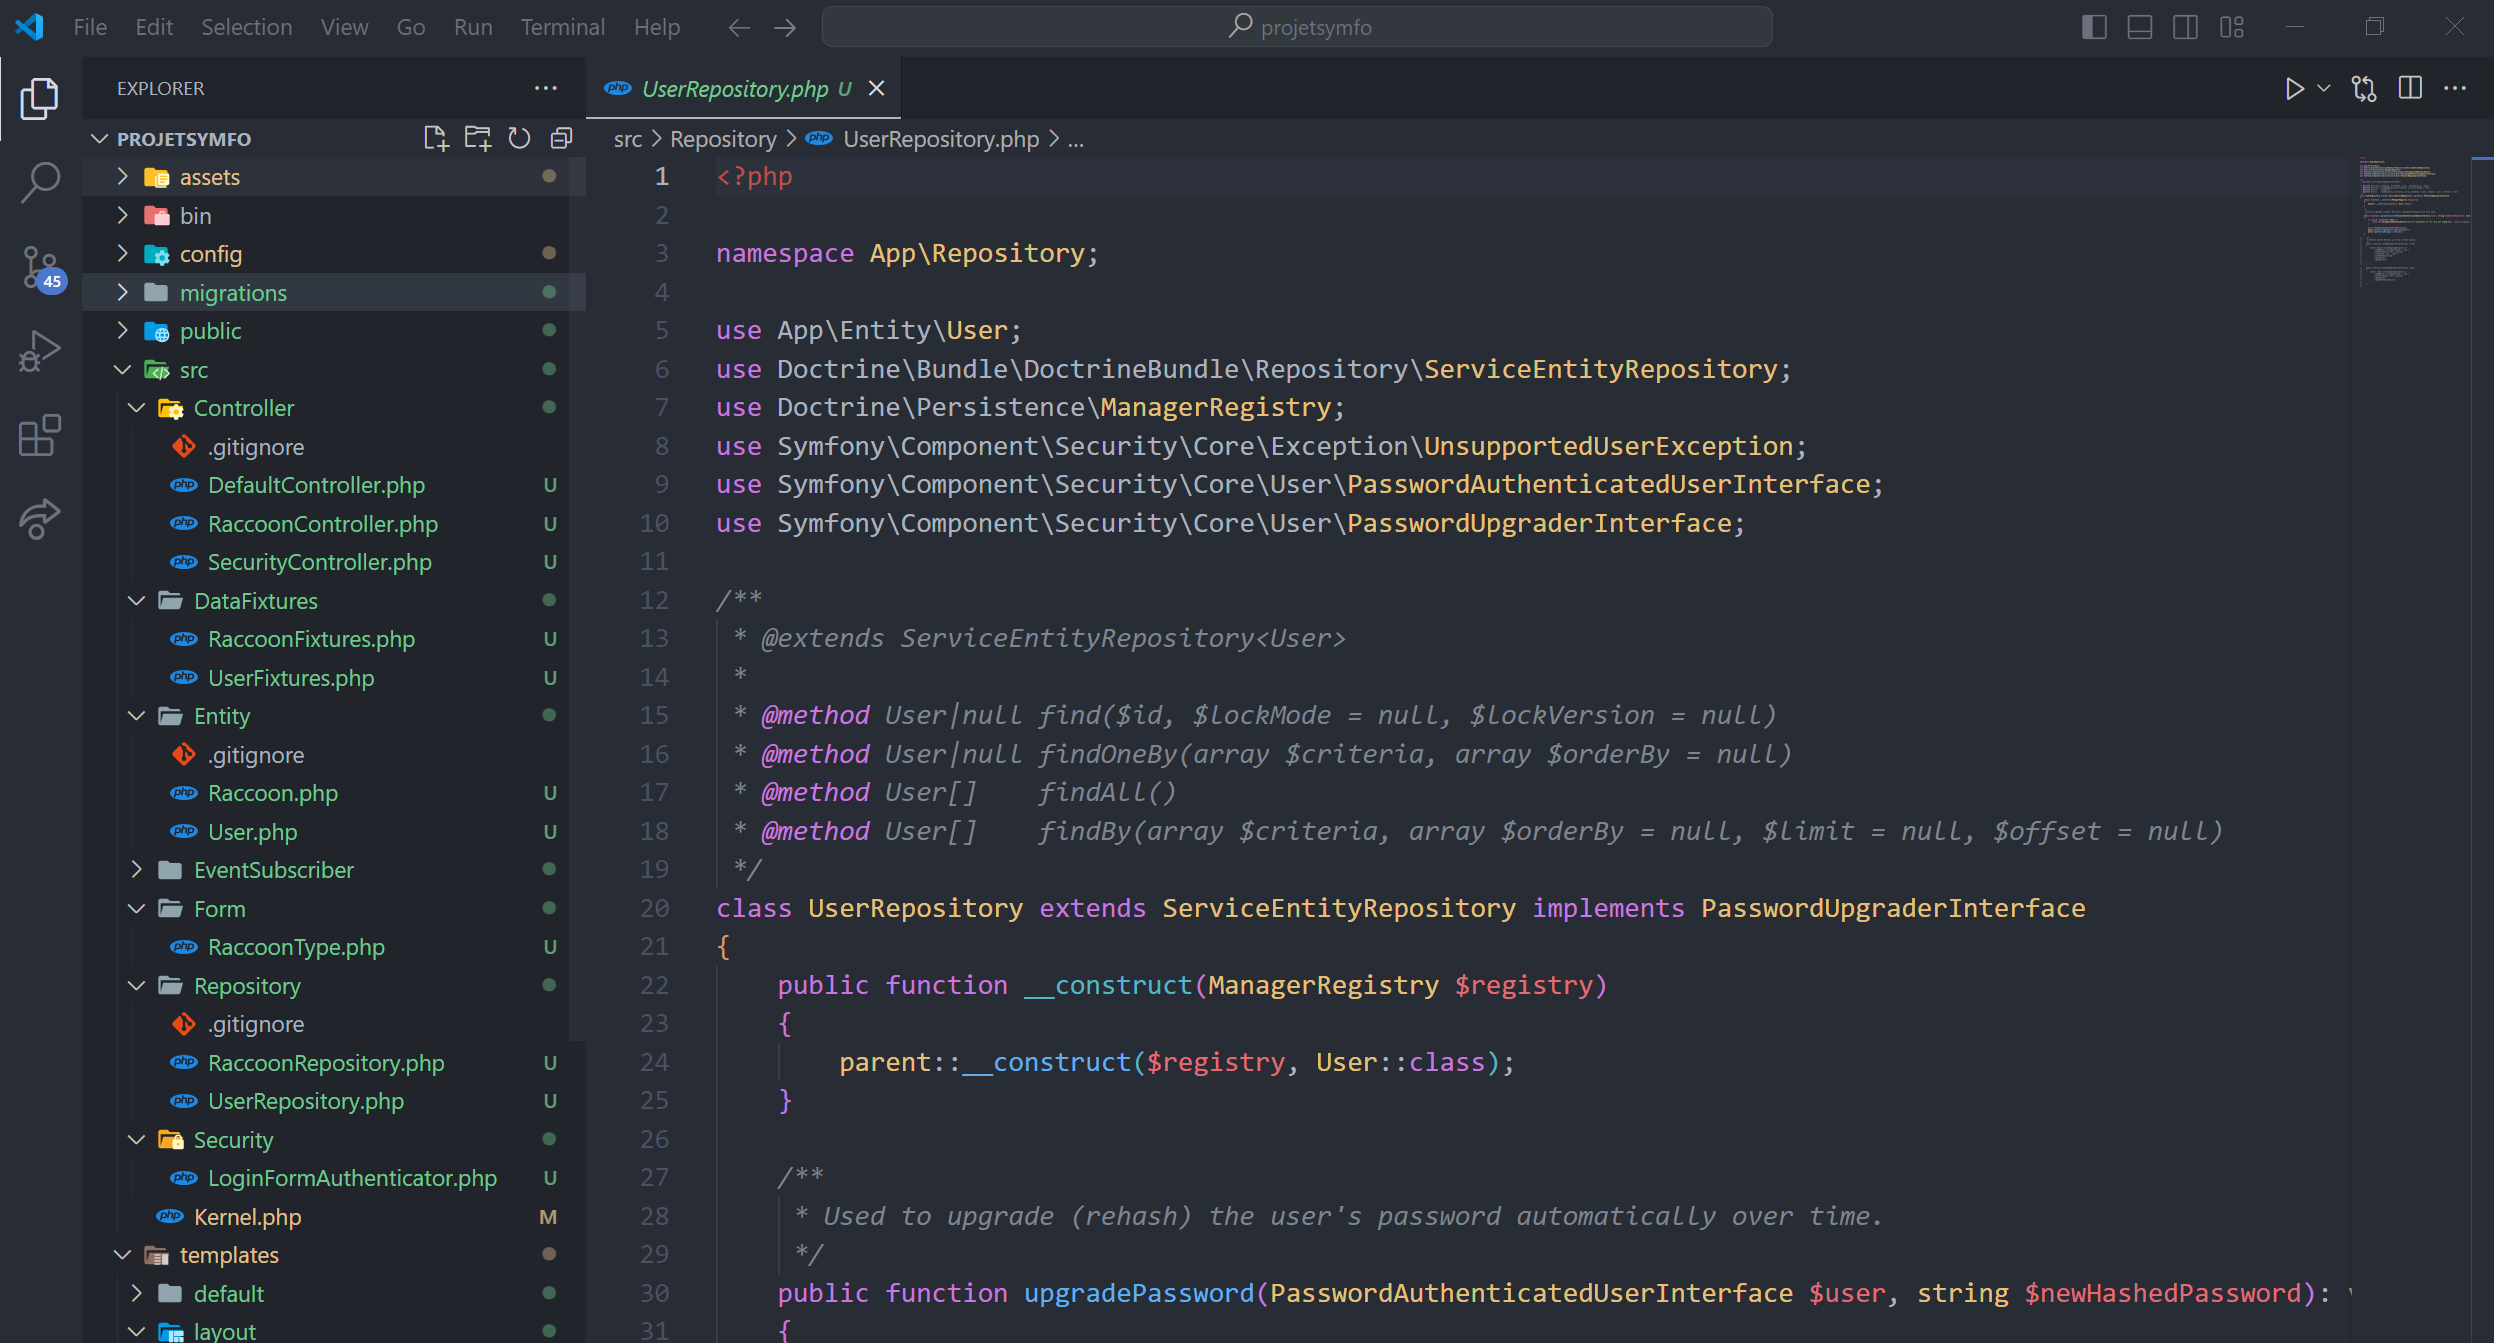 File Edit Selection View Go Run Terminal Help
projetsymfo
EXPLORER
PROJETSYMFO
assets
bin
config
migrations
public
src
Controller
.gitignore
DefaultController.php U
RaccoonController.php U
SecurityController.php U
DataFixtures
RaccoonFixtures.php U
UserFixtures.php U
Entity
.gitignore
Raccoon.php U
User.php U
EventSubscriber
Form
RaccoonType.php U
Repository
.gitignore
RaccoonRepository.php U
UserRepository.php U
Security
LoginFormAuthenticator.php U
Kernel.php M
templates
default
layout
45
php UserRepository.php U
src > Repository > php UserRepository.php > ...
1 <?php
2
3 namespace App\Repository;
4
5 use App\Entity\User;
6 use Doctrine\Bundle\DoctrineBundle\Repository\ServiceEntityRepository;
7 use Doctrine\Persistence\ManagerRegistry;
8 use Symfony\Component\Security\Core\Exception\UnsupportedUserException;
9 use Symfony\Component\Security\Core\User\PasswordAuthenticatedUserInterface;
10 use Symfony\Component\Security\Core\User\PasswordUpgraderInterface;
11
12 /**
13 * @extends ServiceEntityRepository<User>
14 *
15 * @method User|null find($id, $lockMode = null, $lockVersion = null)
16 * @method User|null findOneBy(array $criteria, array $orderBy = null)
17 * @method User[]    findAll()
18 * @method User[]    findBy(array $criteria, array $orderBy = null, $limit = null, $offset = null)
19 */
20 class UserRepository extends ServiceEntityRepository implements PasswordUpgraderInterface
21 {
22     public function __construct(ManagerRegistry $registry)
23     {
24         parent::__construct($registry, User::class);
25     }
26
27     /**
28      * Used to upgrade (rehash) the user's password automatically over time.
29      */
30     public function upgradePassword(PasswordAuthenticatedUserInterface $user, string $newHashedPassword):
31     {